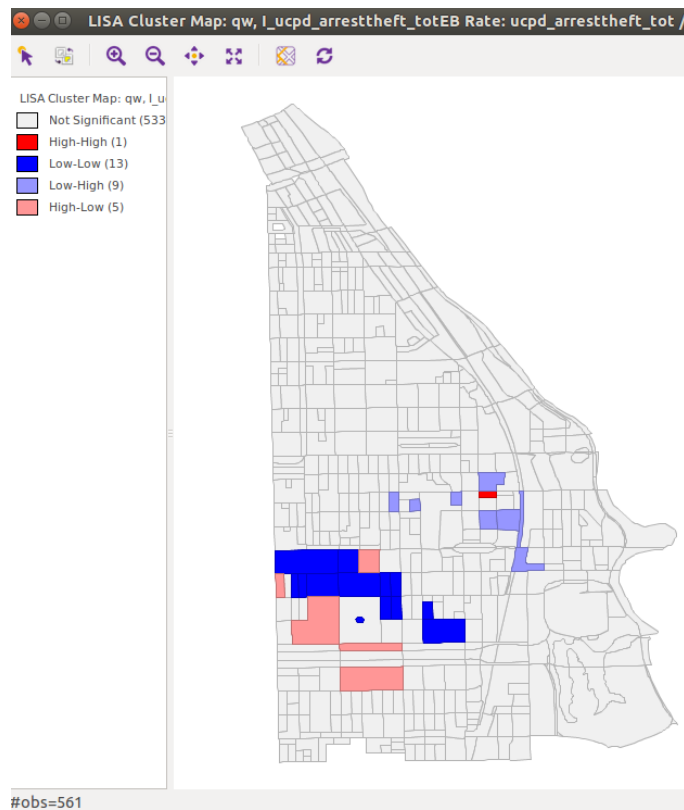 LISA Cluster Map: qw, I_ucpd_arresttheft_totEB Rate: ucpd_arresttheft_tot /
LISA Cluster Map: qw, I_u
Not Significant (533
High-High (1)
Low-Low (13)
Low-High (9)
High-Low (5)
#obs=561